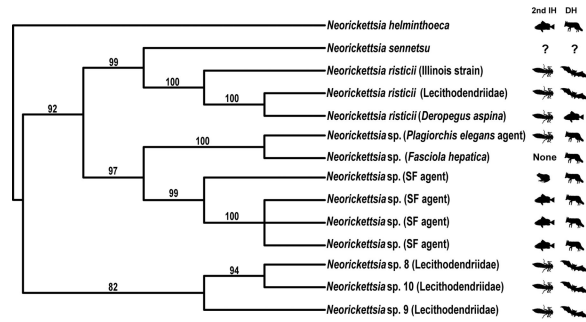 2nd IH DH
Neorickettsia helminthoeca
Neorickettsia sennetsu ? ?
99
Neorickettsia risticii (Illinois strain)
100
Neorickettsia risticii (Lecithodendriidae)
100
92
Neorickettsia risticii (Deropegus aspina)
Neorickettsia sp. (Plagiorchis elegans agent)
100
Neorickettsia sp. (Fasciola hepatica) None
97
Neorickettsia sp. (SF agent)
99
Neorickettsia sp. (SF agent)
100
Neorickettsia sp. (SF agent)
Neorickettsia sp. (SF agent)
Neorickettsia sp. 8 (Lecithodendriidae)
94
Neorickettsia sp. 10 (Lecithodendriidae)
82
Neorickettsia sp. 9 (Lecithodendriidae)